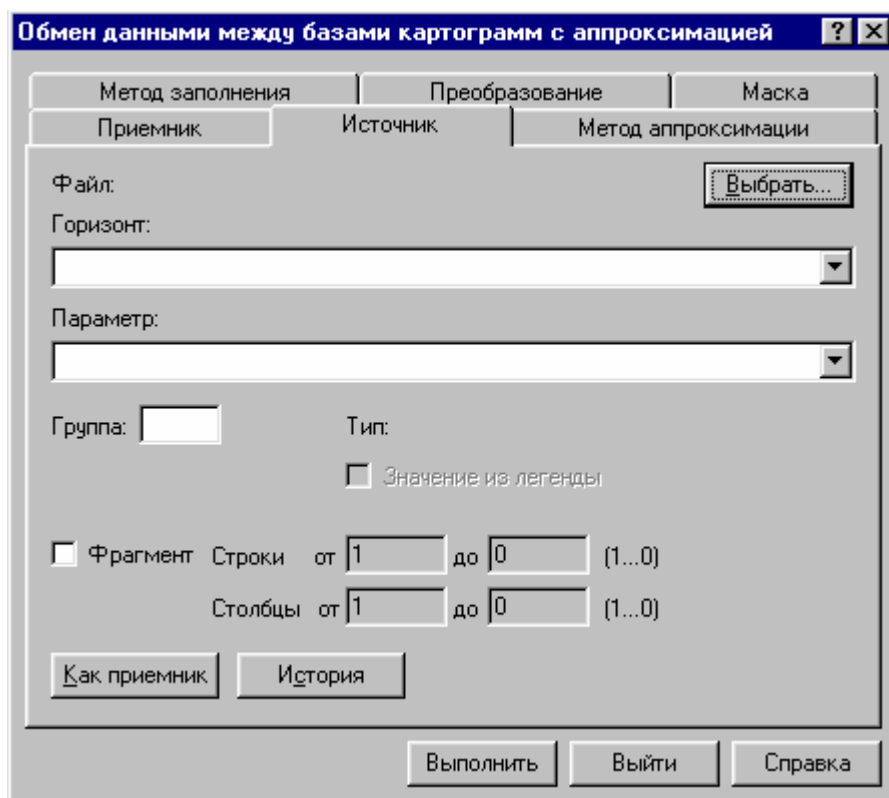 Обмен данными между базами картограмм с аппроксимацией ? ×
Метод заполнения Преобразование Маска
Приемник Источник Метод аппроксимации
Файл: Выбрать...
Горизонт:
Параметр:
Группа: Тип:
Значение из легенды
Фрагмент Строки от 1 до 0 (1...0)
Столбцы от 1 до 0 (1...0)
Как приемник История
Выполнить Выйти Справка